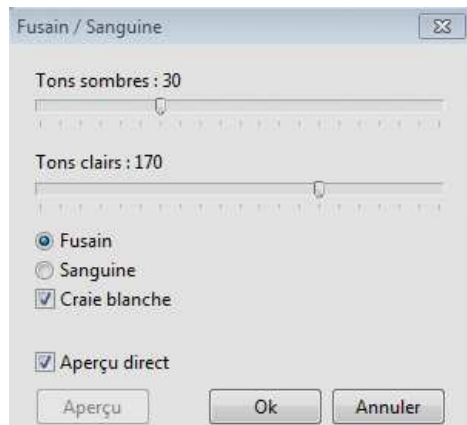 Fusain / Sanguine
Tons sombres : 30
Tons clairs : 170
Fusain
Sanguine
Craie blanche
Aperçu direct
Aperçu Ok Annuler